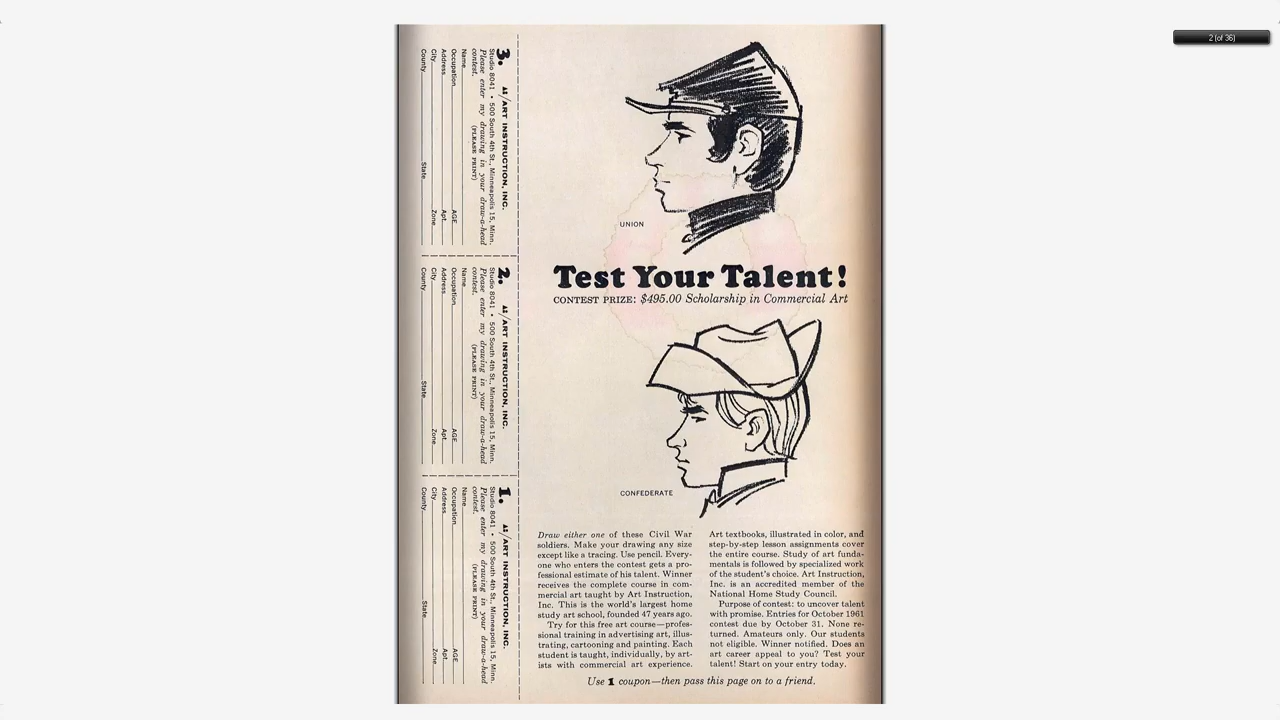 2 (of 36)
UNION
Test Your Talent!
CONTEST PRIZE: $495.00 Scholarship in Commercial Art
CONFEDERATE
Draw either one of these Civil War
soldiers. Make your drawing any size
except like a tracing. Use pencil. Every-
one who enters the contest gets a pro-
fessional estimate of his talent. Winner
receives the complete course in com-
mercial art taught by Art Instruction,
Inc. This is the world's largest home
study art school, founded 47 years ago.
Try for this free art course—profes-
sional training in advertising art, illus-
trating, cartooning and painting. Each
student is taught, individually, by art-
ists with commercial art experience.
Art textbooks, illustrated in color, and
step-by-step lesson assignments cover
the entire course. Study of art funda-
mentals is followed by specialized work
of the student's choice. Art Instruction,
Inc. is an accredited member of the
National Home Study Council.
Purpose of contest: to uncover talent
with promise. Entries for October 1961
contest due by October 31. None re-
turned. Amateurs only. Our students
not eligible. Winner notified. Does an
art career appeal to you? Test your
talent! Start on your entry today.
Use 1 coupon—then pass this page on to a friend.
3. AI/ART INSTRUCTION, INC.
Studio 8041 • 500 South 4th St., Minneapolis 15, Minn.
Please enter my drawing in your draw-a-head
contest. (PLEASE PRINT)
Name
Occupation AGE
Address Apt.
City Zone
County State
2. AI/ART INSTRUCTION, INC.
Studio 8041 • 500 South 4th St., Minneapolis 15, Minn.
Please enter my drawing in your draw-a-head
contest. (PLEASE PRINT)
Name
Occupation AGE
Address Apt.
City Zone
County State
1. AI/ART INSTRUCTION, INC.
Studio 8041 • 500 South 4th St., Minneapolis 15, Minn.
Please enter my drawing in your draw-a-head
contest. (PLEASE PRINT)
Name
Occupation AGE
Address Apt.
City Zone
County State